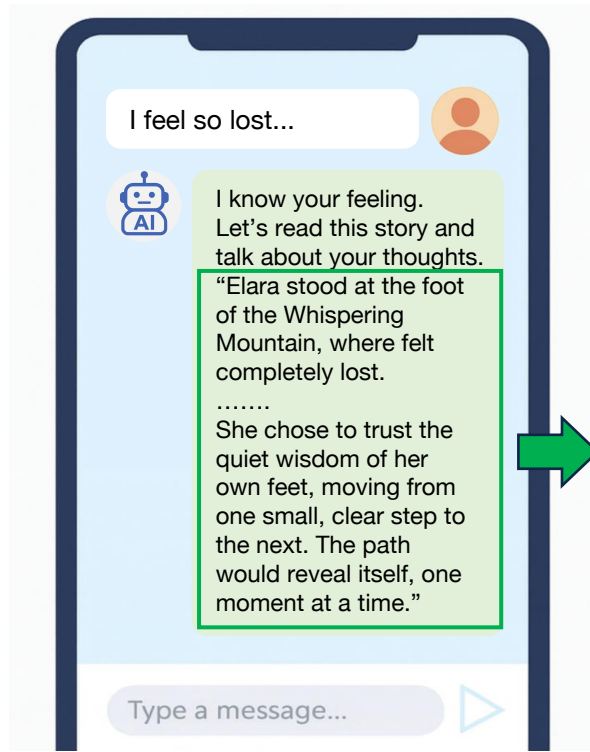 I feel so lost...
AI
I know your feeling.
Let’s read this story and
talk about your thoughts.
“Elara stood at the foot
of the Whispering
Mountain, where felt
completely lost.
…….
She chose to trust the
quiet wisdom of her
own feet, moving from
one small, clear step to
the next. The path
would reveal itself, one
moment at a time.”
Type a message...